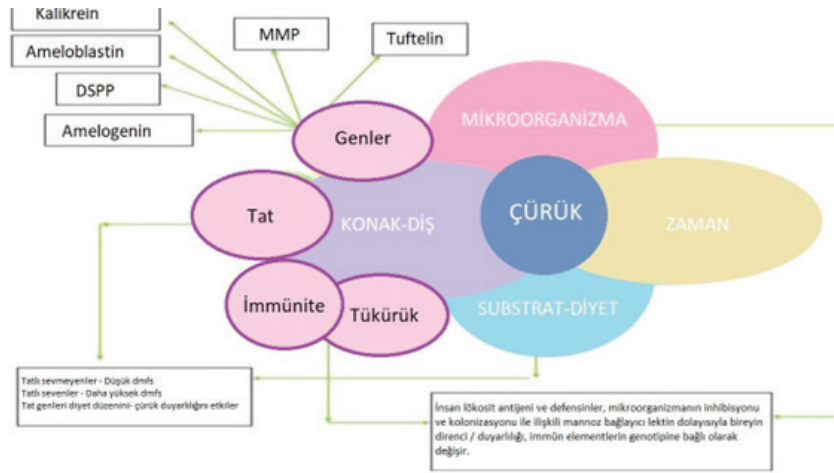 Kalikrein
MMP
Tuftelin
Ameloblastin
DSPP
Amelogenin
Genler
MİKROORGANİZMA
Tat
KONAK-DİŞ
ÇÜRÜK
ZAMAN
İmmünite
Tükürük
SUBSTRAT-DİYET
Tatlı sevmeyenler - Düşük dmfs
Tatlı sevenler - Daha yüksek dmfs
Tat genleri diyet düzenini- çürük duyarlılığını etkiler
İnsan lökosit antijeni ve defensinler, mikroorganizmanın inhibisyonu
ve kolonizasyonu ile ilişkili mannoz bağlayıcı lektin dolayısıyla bireyin
direnci / duyarlılığı, immün elementlerin genotipine bağlı olarak
değişir.